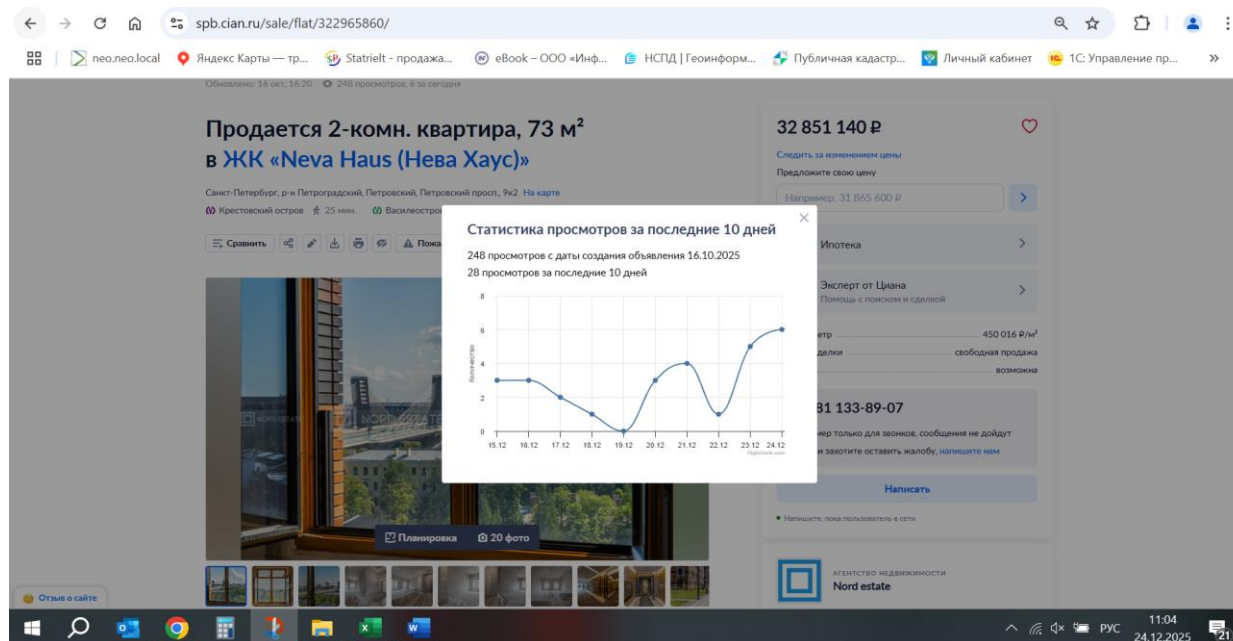 spb.cian.ru/sale/flat/322965860/
neo.neo.local Яндекс Карты — тр... Statrielt - продажа... eBook – ООО «Инф... НСПД | Геоинформ... Публичная кадастр... Личный кабинет 1С: Управление пр... »
Обновлено: 16 окт, 16:20 248 просмотров, 6 за сегодня
Продается 2-комн. квартира, 73 м²
в ЖК «Neva Haus (Нева Хаус)»
Санкт-Петербург, р-н Петроградский, Петровский, Петровский просп., 9к2 На карте
Крестовский остров 25 мин. Василеостров
Сравнить Пожа
32 851 140 ₽
Следить за изменением цены
Предложите свою цену
Например, 31 865 600 ₽
Статистика просмотров за последние 10 дней
248 просмотров с даты создания объявления 16.10.2025
28 просмотров за последние 10 дней
Количество
8
6
4
2
0
15.12 16.12 17.12 18.12 19.12 20.12 21.12 22.12 23.12 24.12
Highcharts.com
Ипотека
Эксперт от Циана
Помощь с поиском и сделкой
етр 450 016 ₽/м²
делки свободная продажа
возможна
81 133-89-07
мер только для звонков, сообщения не дойдут
и захотите оставить жалобу, напишите нам
Написать
Напишите, пока пользователь в сети
АГЕНТСТВО НЕДВИЖИМОСТИ
Nord estate
NORD ESTATE
Планировка 20 фото
Отзыв о сайте
РУС 11:04
24.12.2025
21